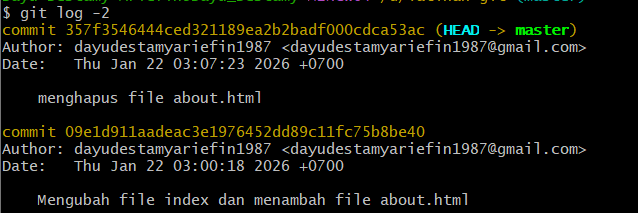 $ git log -2
commit 357f3546444ced321189ea2b2badf000cdca53ac (HEAD -> master)
Author: dayudestamyariefin1987 <dayudestamyariefin1987@gmail.com>
Date:   Thu Jan 22 03:07:23 2026 +0700
    menghapus file about.html
commit 09e1d911aadeac3e1976452dd89c11fc75b8be40
Author: dayudestamyariefin1987 <dayudestamyariefin1987@gmail.com>
Date:   Thu Jan 22 03:00:18 2026 +0700
    Mengubah file index dan menambah file about.html